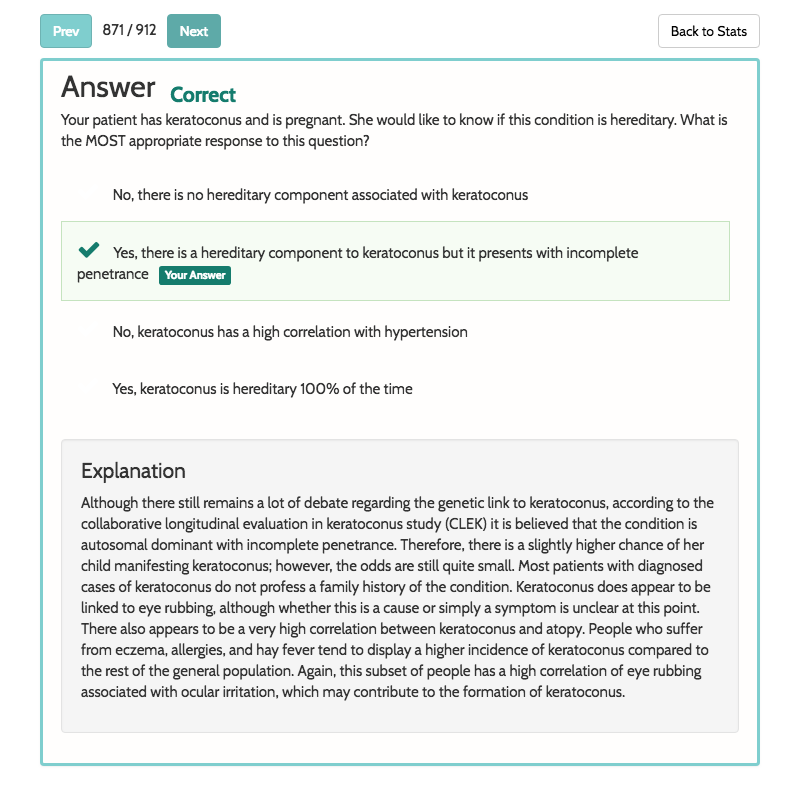 Prev 871 / 912 Next Back to Stats
Answer Correct
Your patient has keratoconus and is pregnant. She would like to know if this condition is hereditary. What is
the MOST appropriate response to this question?
No, there is no hereditary component associated with keratoconus
Yes, there is a hereditary component to keratoconus but it presents with incomplete
penetrance Your Answer
No, keratoconus has a high correlation with hypertension
Yes, keratoconus is hereditary 100% of the time
Explanation
Although there still remains a lot of debate regarding the genetic link to keratoconus, according to the
collaborative longitudinal evaluation in keratoconus study (CLEK) it is believed that the condition is
autosomal dominant with incomplete penetrance. Therefore, there is a slightly higher chance of her
child manifesting keratoconus; however, the odds are still quite small. Most patients with diagnosed
cases of keratoconus do not profess a family history of the condition. Keratoconus does appear to be
linked to eye rubbing, although whether this is a cause or simply a symptom is unclear at this point.
There also appears to be a very high correlation between keratoconus and atopy. People who suffer
from eczema, allergies, and hay fever tend to display a higher incidence of keratoconus compared to
the rest of the general population. Again, this subset of people has a high correlation of eye rubbing
associated with ocular irritation, which may contribute to the formation of keratoconus.